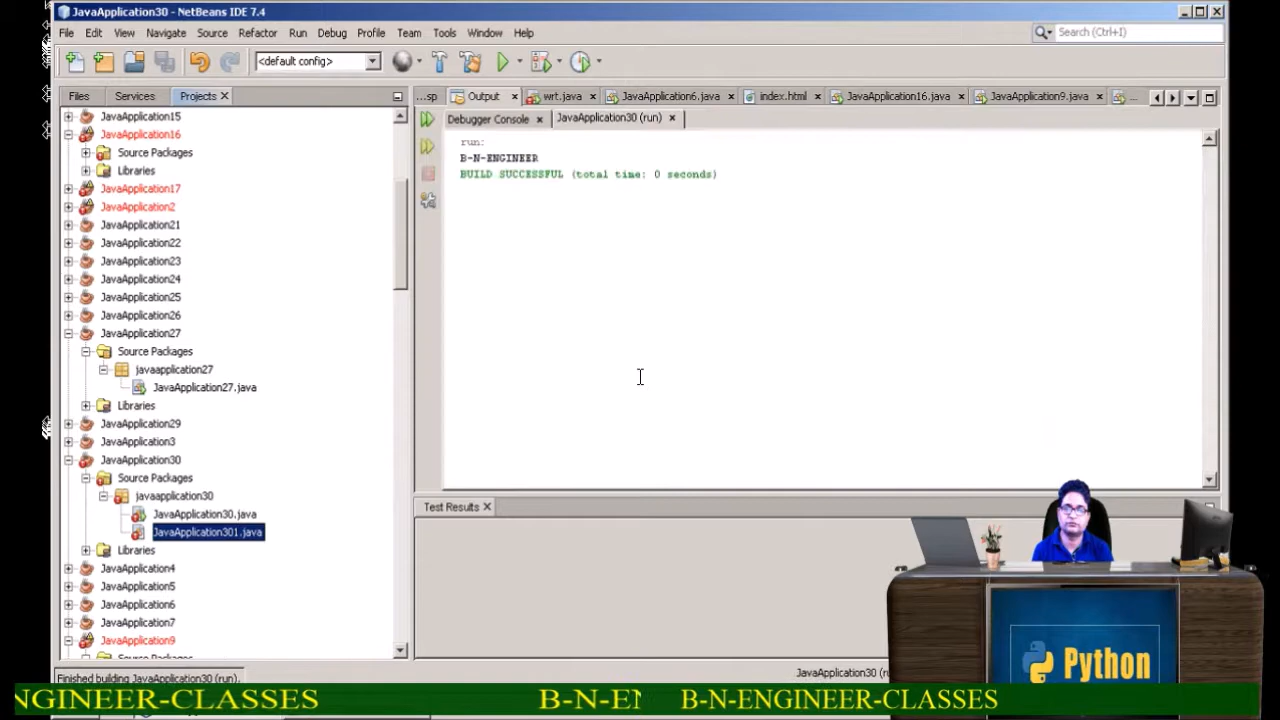 JavaApplication30 - NetBeans IDE 7.4
File Edit View Navigate Source Refactor Run Debug Profile Team Tools Window Help
Search (Ctrl+I)
<default config>
Files Services Projects
...sp Output wrt.java JavaApplication6.java index.html JavaApplication16.java JavaApplication9.java ...
Debugger Console JavaApplication30 (run)
run:
B-N-ENGINEER
BUILD SUCCESSFUL (total time: 0 seconds)
JavaApplication15
JavaApplication16
Source Packages
Libraries
JavaApplication17
JavaApplication2
JavaApplication21
JavaApplication22
JavaApplication23
JavaApplication24
JavaApplication25
JavaApplication26
JavaApplication27
Source Packages
javaapplication27
JavaApplication27.java
Libraries
JavaApplication29
JavaApplication3
JavaApplication30
Source Packages
javaapplication30
JavaApplication30.java
JavaApplication301.java
Libraries
JavaApplication4
JavaApplication5
JavaApplication6
JavaApplication7
JavaApplication9
Source Packages
Test Results
Python
Finished building JavaApplication30 (run).
JavaApplication30 (ru
NGINEER-CLASSES B-N-EN B-N-ENGINEER-CLASSES